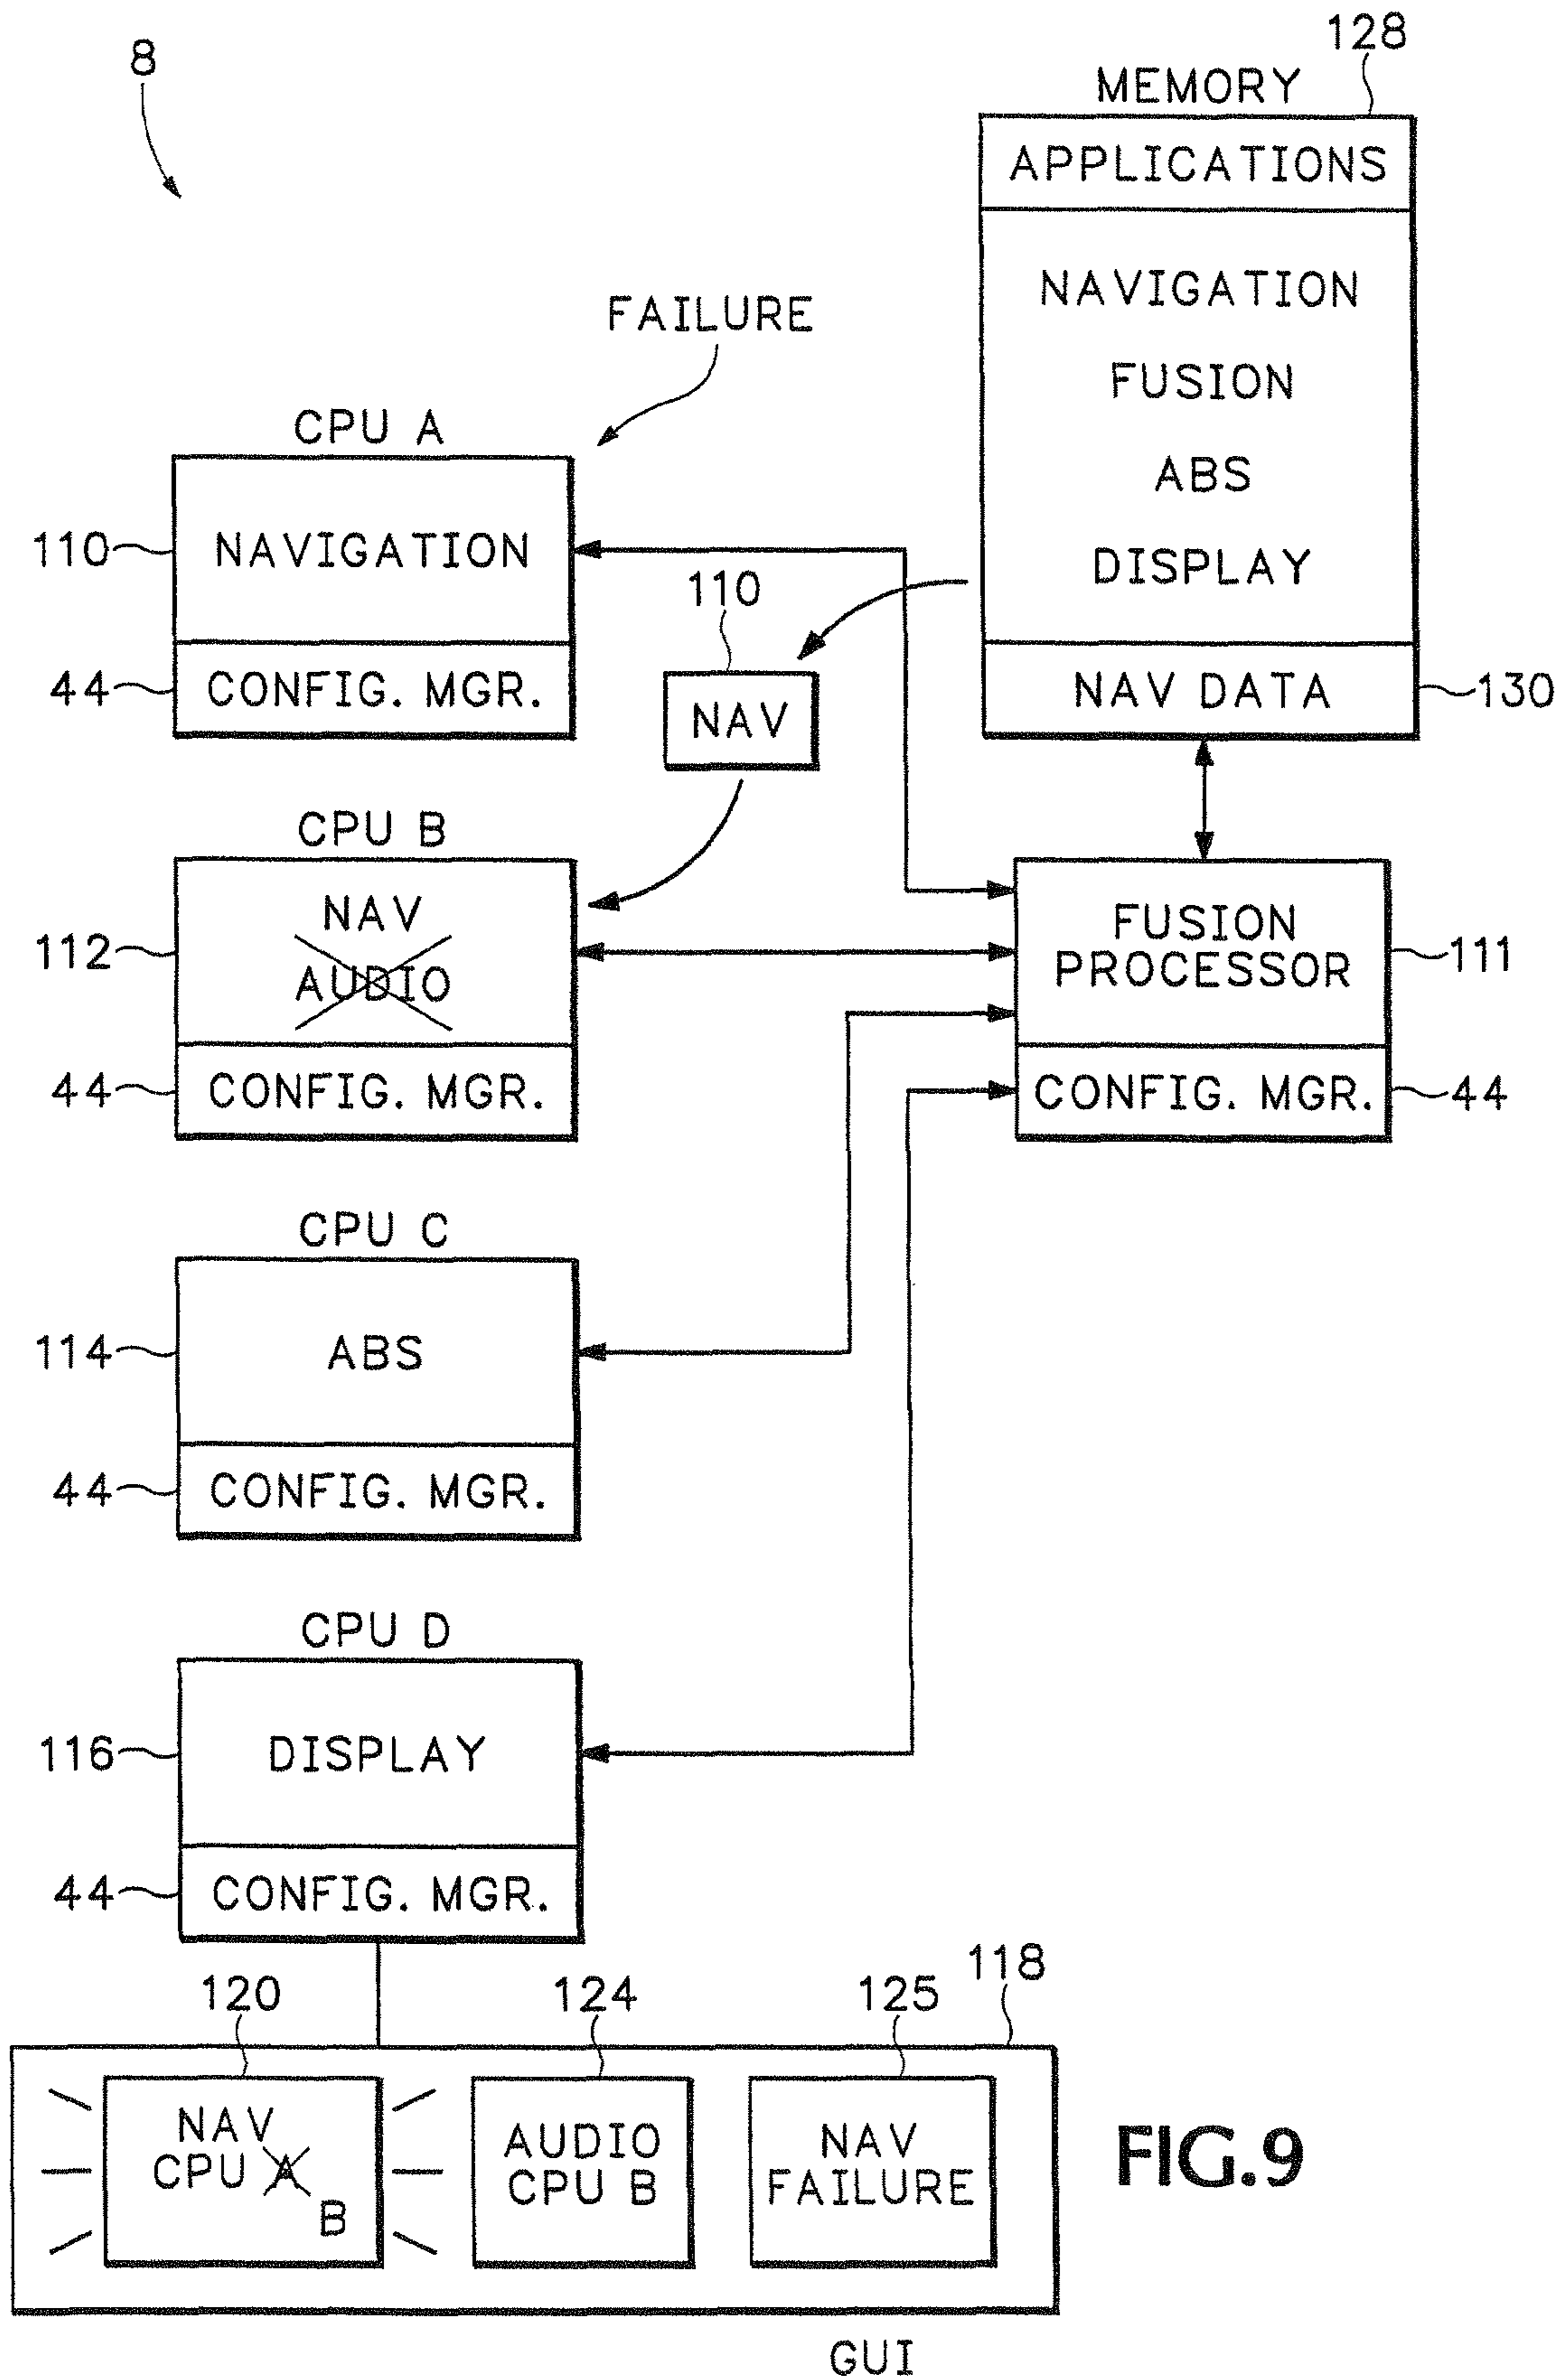 8
128
MEMORY
APPLICATIONS
NAVIGATION
FUSION
ABS
DISPLAY
NAV DATA
130
FAILURE
CPU A
110
NAVIGATION
44
CONFIG. MGR.
110
NAV
CPU B
112
NAV
AUDIO
44
CONFIG. MGR.
FUSION
PROCESSOR
111
CONFIG. MGR.
44
CPU C
114
ABS
44
CONFIG. MGR.
CPU D
116
DISPLAY
44
CONFIG. MGR.
118
120
124
125
NAV
CPU A
B
AUDIO
CPU B
NAV
FAILURE
GUI
FIG.9